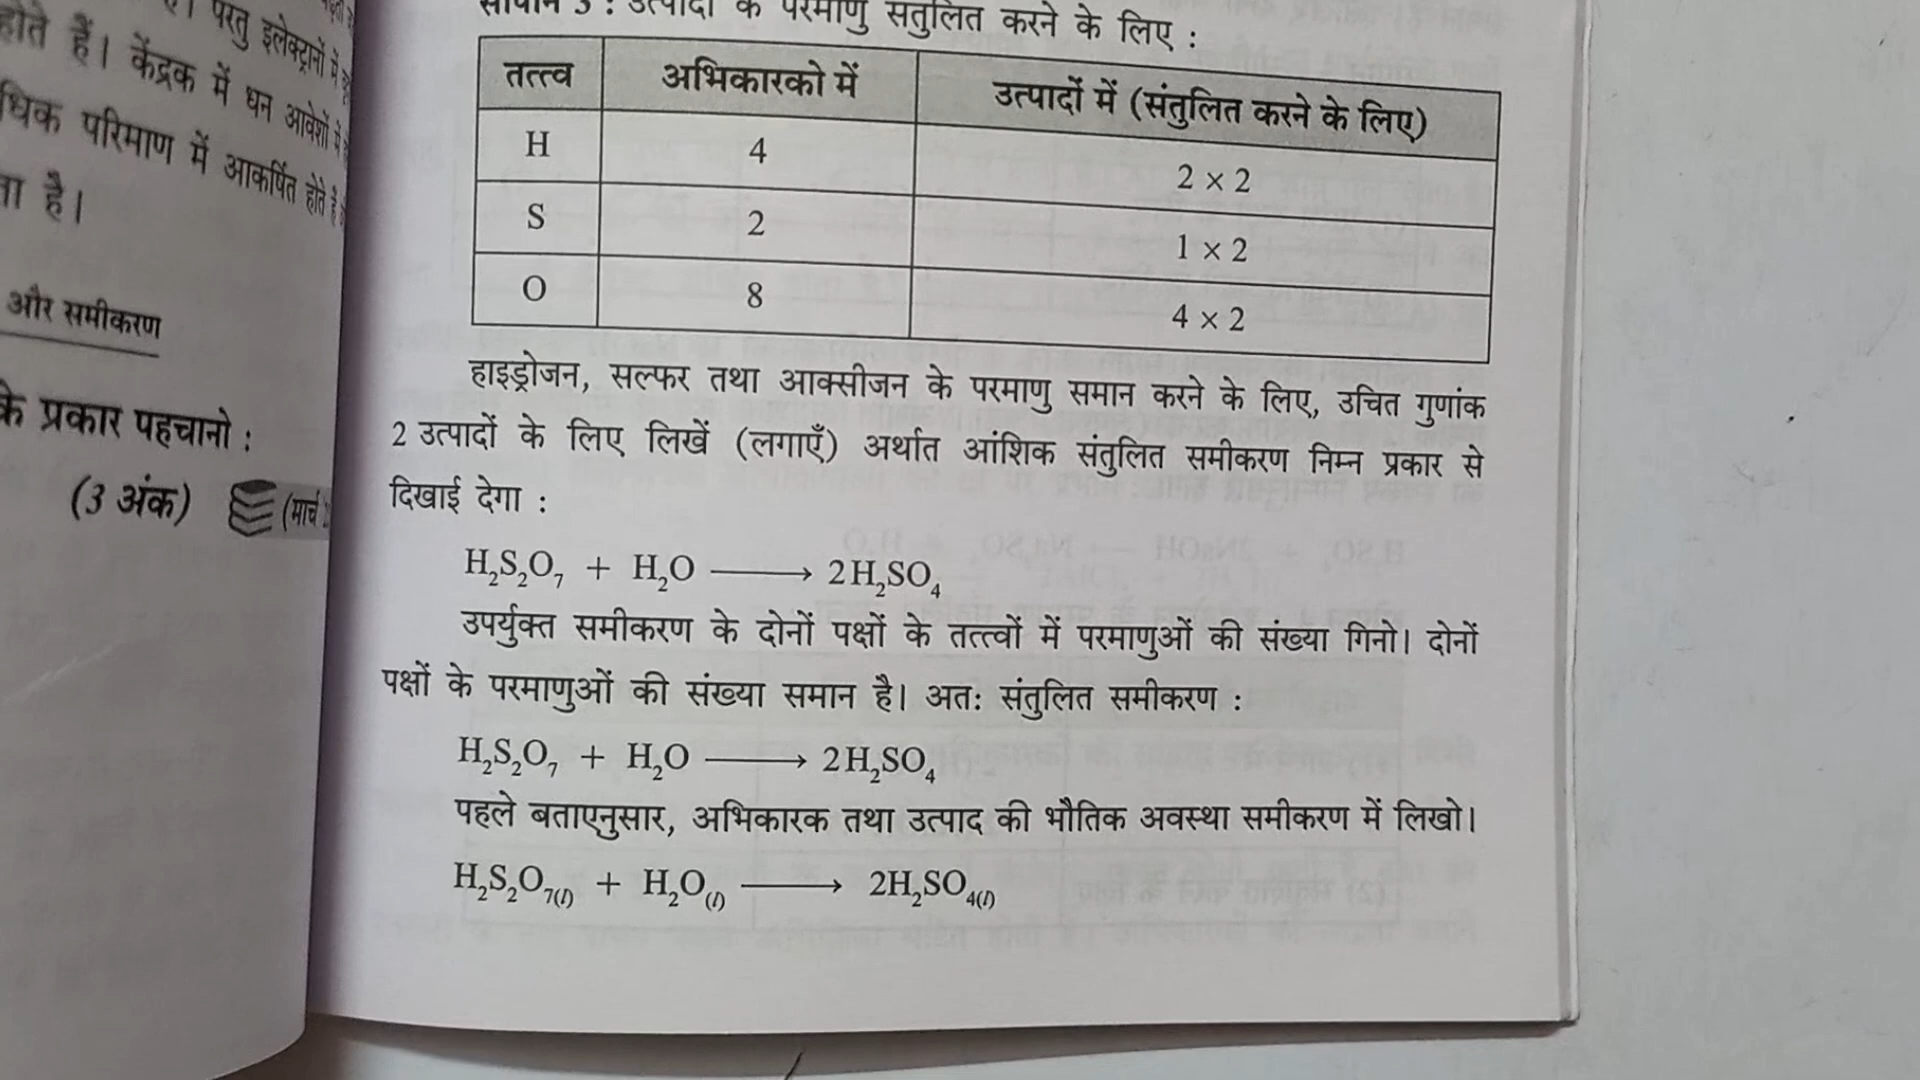 परंतु इलेक्ट्रानों में
होते हैं। केंद्रक में धन आवेशों में
परिमाण में आकर्षित होते है
है।
और समीकरण
के प्रकार पहचानो :
(3 अंक) (मार्च
सोपान 3 : उत्पादों के परमाणु संतुलित करने के लिए :
तत्त्व अभिकारको में उत्पादों में (संतुलित करने के लिए)
H 4 2 × 2
S 2 1 × 2
O 8 4 × 2
हाइड्रोजन, सल्फर तथा आक्सीजन के परमाणु समान करने के लिए, उचित गुणांक
2 उत्पादों के लिए लिखें (लगाएँ) अर्थात आंशिक संतुलित समीकरण निम्न प्रकार से
दिखाई देगा :
H₂S₂O₇ + H₂O ⟶ 2H₂SO₄
उपर्युक्त समीकरण के दोनों पक्षों के तत्त्वों में परमाणुओं की संख्या गिनो। दोनों
पक्षों के परमाणुओं की संख्या समान है। अतः संतुलित समीकरण :
H₂S₂O₇ + H₂O ⟶ 2H₂SO₄
पहले बताएनुसार, अभिकारक तथा उत्पाद की भौतिक अवस्था समीकरण में लिखो।
H₂S₂O₇(l) + H₂O(l) ⟶ 2H₂SO₄(l)